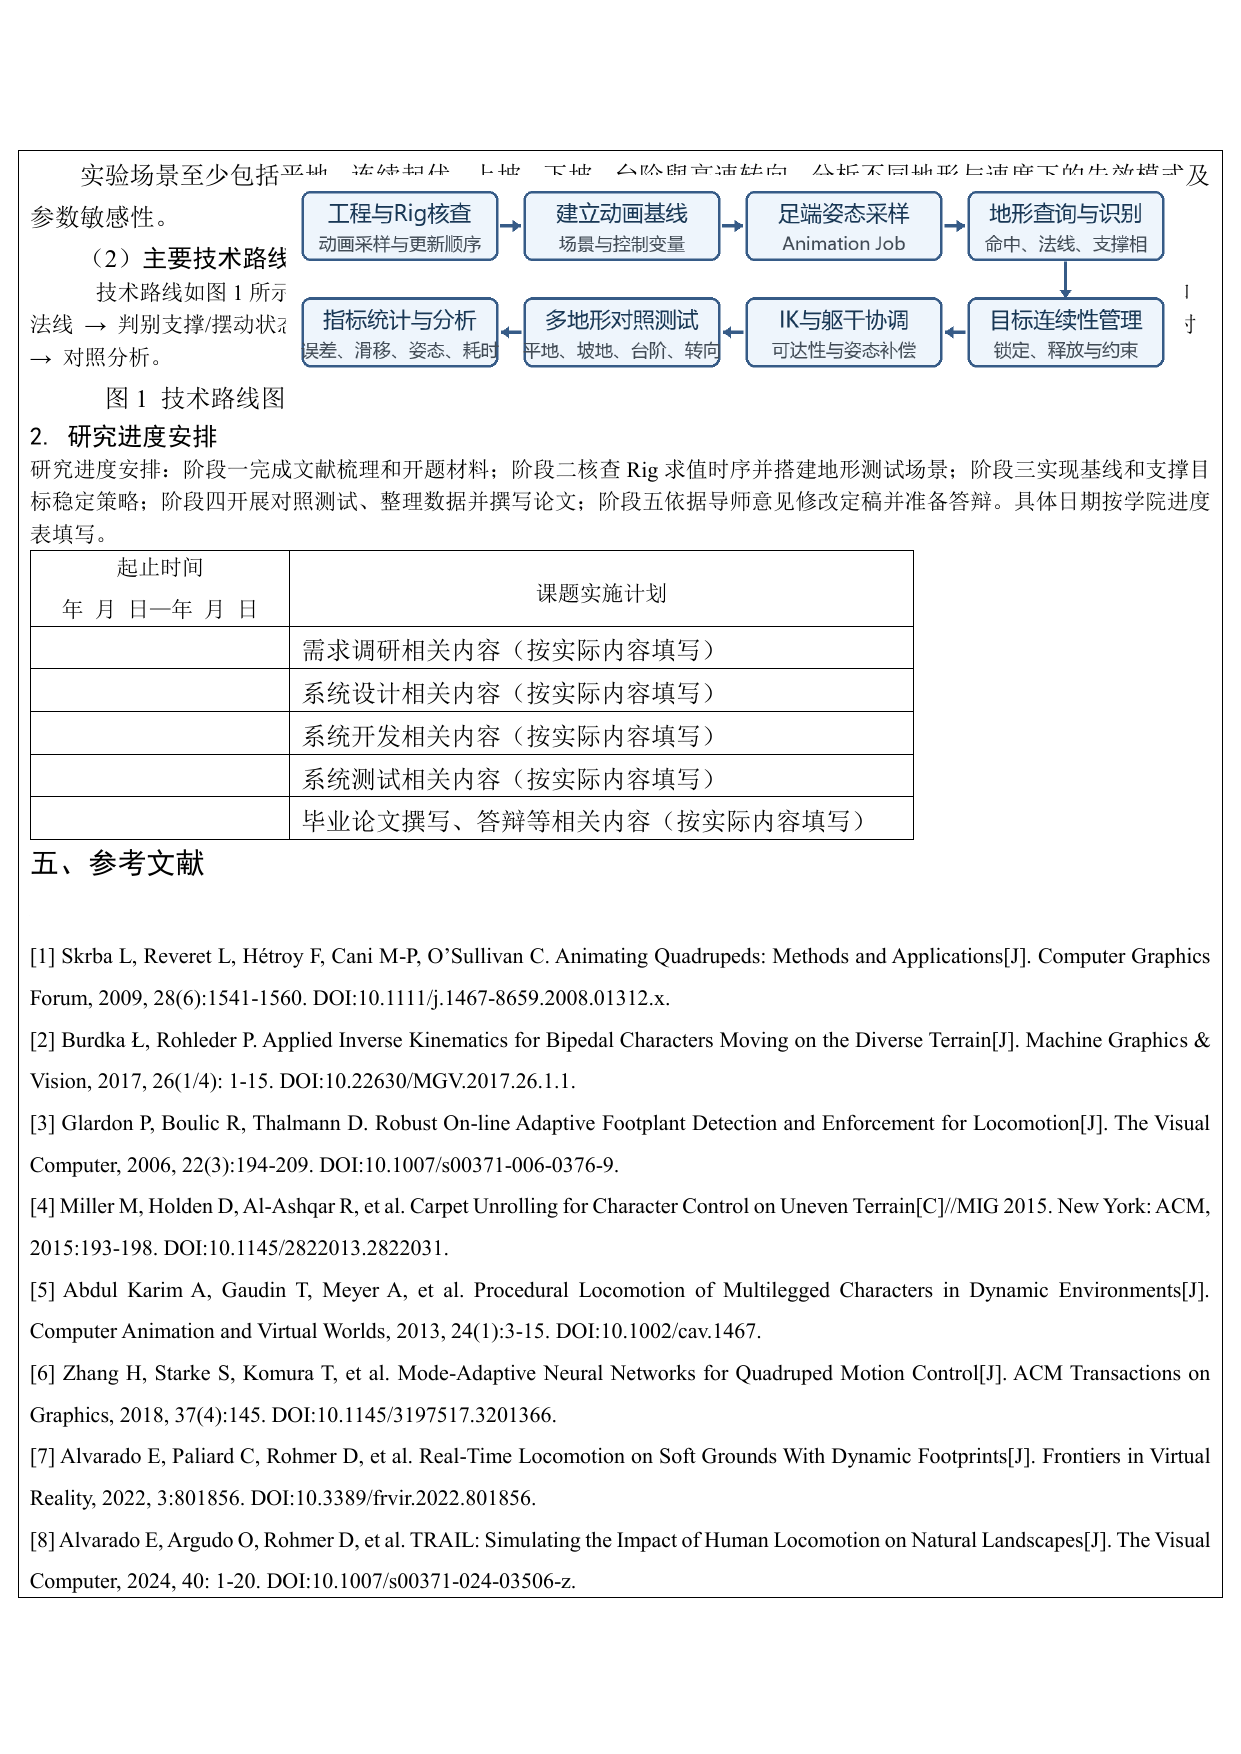 实验场景至少包括平地、连续起伏、上坡、下坡、台阶與高速转向，分析不同地形与速度下的失效模式及
参数敏感性。
（2）主要技术路线
技术路线如图 1 所示
法线 → 判别支撑/摆动状态
→ 对照分析。
工程与Rig核查
动画采样与更新顺序
建立动画基线
场景与控制变量
足端姿态采样
Animation Job
地形查询与识别
命中、法线、支撑相
目标连续性管理
锁定、释放与约束
IK与躯干协调
可达性与姿态补偿
多地形对照测试
平地、坡地、台阶、转向
指标统计与分析
误差、滑移、姿态、耗时
时
图 1 技术路线图
2. 研究进度安排
研究进度安排：阶段一完成文献梳理和开题材料；阶段二核查 Rig 求值时序并搭建地形测试场景；阶段三实现基线和支撑目
标稳定策略；阶段四开展对照测试、整理数据并撰写论文；阶段五依据导师意见修改定稿并准备答辩。具体日期按学院进度
表填写。
起止时间
年 月 日—年 月 日
课题实施计划
需求调研相关内容（按实际内容填写）
系统设计相关内容（按实际内容填写）
系统开发相关内容（按实际内容填写）
系统测试相关内容（按实际内容填写）
毕业论文撰写、答辩等相关内容（按实际内容填写）
五、参考文献
[1] Skrba L, Reveret L, Hétroy F, Cani M-P, O’Sullivan C. Animating Quadrupeds: Methods and Applications[J]. Computer Graphics
Forum, 2009, 28(6):1541-1560. DOI:10.1111/j.1467-8659.2008.01312.x.
[2] Burdka Ł, Rohleder P. Applied Inverse Kinematics for Bipedal Characters Moving on the Diverse Terrain[J]. Machine Graphics &
Vision, 2017, 26(1/4): 1-15. DOI:10.22630/MGV.2017.26.1.1.
[3] Glardon P, Boulic R, Thalmann D. Robust On-line Adaptive Footplant Detection and Enforcement for Locomotion[J]. The Visual
Computer, 2006, 22(3):194-209. DOI:10.1007/s00371-006-0376-9.
[4] Miller M, Holden D, Al-Ashqar R, et al. Carpet Unrolling for Character Control on Uneven Terrain[C]//MIG 2015. New York: ACM,
2015:193-198. DOI:10.1145/2822013.2822031.
[5] Abdul Karim A, Gaudin T, Meyer A, et al. Procedural Locomotion of Multilegged Characters in Dynamic Environments[J].
Computer Animation and Virtual Worlds, 2013, 24(1):3-15. DOI:10.1002/cav.1467.
[6] Zhang H, Starke S, Komura T, et al. Mode-Adaptive Neural Networks for Quadruped Motion Control[J]. ACM Transactions on
Graphics, 2018, 37(4):145. DOI:10.1145/3197517.3201366.
[7] Alvarado E, Paliard C, Rohmer D, et al. Real-Time Locomotion on Soft Grounds With Dynamic Footprints[J]. Frontiers in Virtual
Reality, 2022, 3:801856. DOI:10.3389/frvir.2022.801856.
[8] Alvarado E, Argudo O, Rohmer D, et al. TRAIL: Simulating the Impact of Human Locomotion on Natural Landscapes[J]. The Visual
Computer, 2024, 40: 1-20. DOI:10.1007/s00371-024-03506-z.